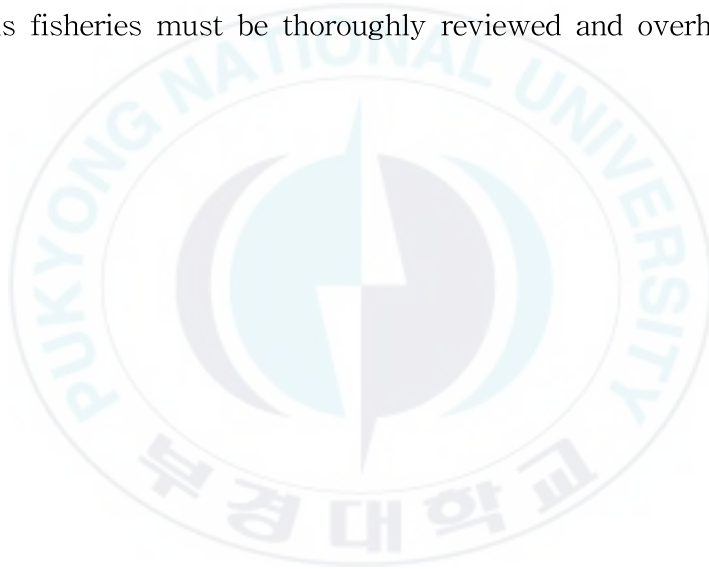 s fisheries must be thoroughly reviewed and overh
PUKYONG NATIONAL UNIVERSITY
부경대학교